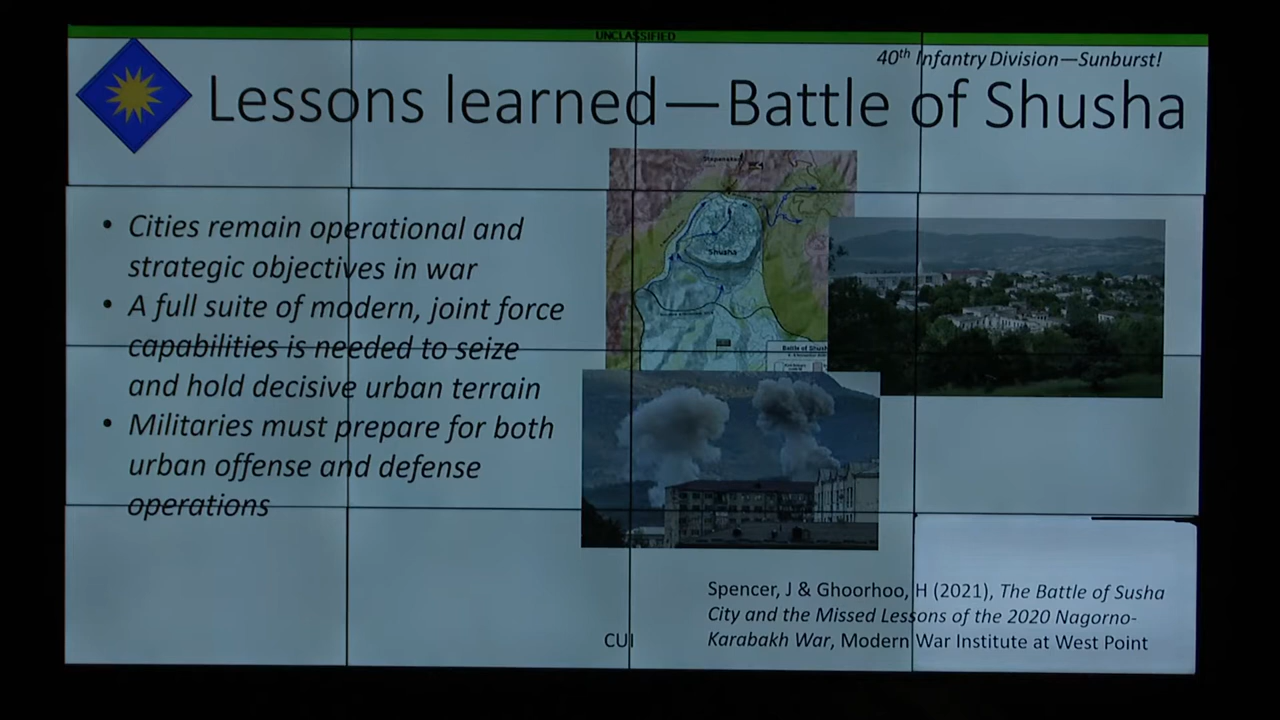 UNCLASSIFIED
40th Infantry Division—Sunburst!
Lessons learned—Battle of Shusha
• Cities remain operational and
strategic objectives in war
• A full suite of modern, joint force
capabilities is needed to seize
and hold decisive urban terrain
• Militaries must prepare for both
urban offense and defense
operations
Shusha
Battle of Shush
Spencer, J & Ghoorhoo, H (2021), The Battle of Susha
City and the Missed Lessons of the 2020 Nagorno-
Karabakh War, Modern War Institute at West Point
CUI